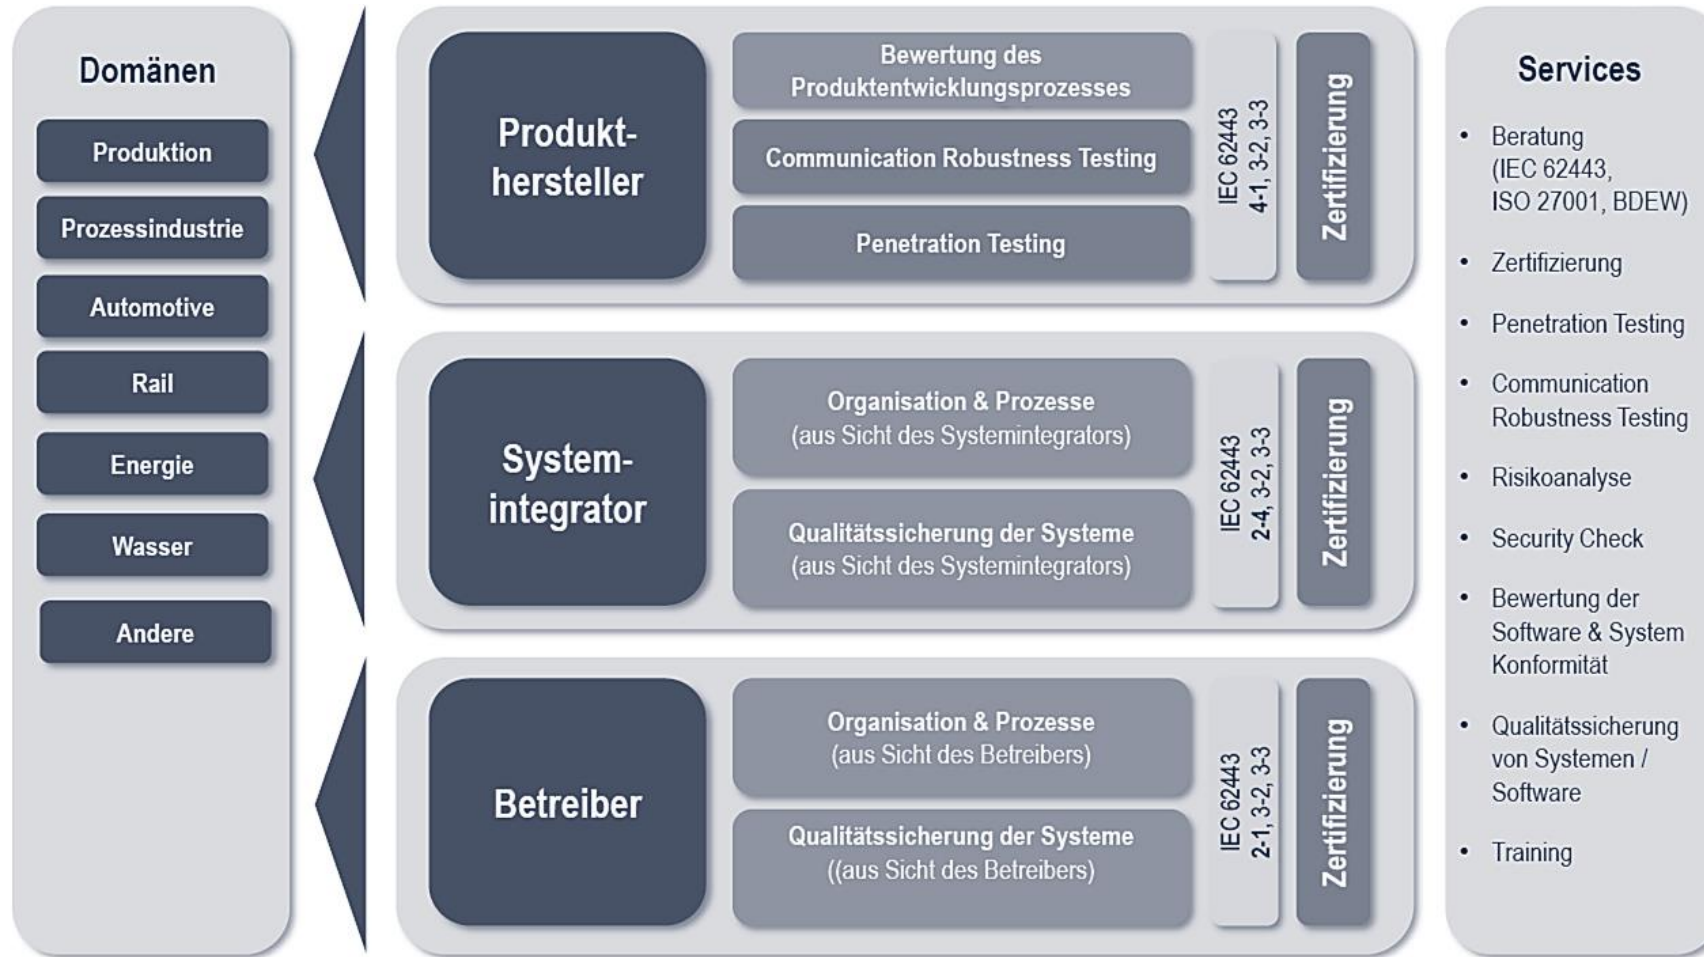 Domänen
Produktion
Prozessindustrie
Automotive
Rail
Energie
Wasser
Andere
Produkt-
hersteller
Bewertung des
Produktentwicklungsprozesses
Communication Robustness Testing
Penetration Testing
IEC 62443
4-1, 3-2, 3-3
Zertifizierung
System-
integrator
Organisation & Prozesse
(aus Sicht des Systemintegrators)
Qualitätssicherung der Systeme
(aus Sicht des Systemintegrators)
IEC 62443
2-4, 3-2, 3-3
Zertifizierung
Betreiber
Organisation & Prozesse
(aus Sicht des Betreibers)
Qualitätssicherung der Systeme
((aus Sicht des Betreibers)
IEC 62443
2-1, 3-2, 3-3
Zertifizierung
Services
• Beratung
(IEC 62443,
ISO 27001, BDEW)
• Zertifizierung
• Penetration Testing
• Communication
Robustness Testing
• Risikoanalyse
• Security Check
• Bewertung der
Software & System
Konformität
• Qualitätssicherung
von Systemen /
Software
• Training